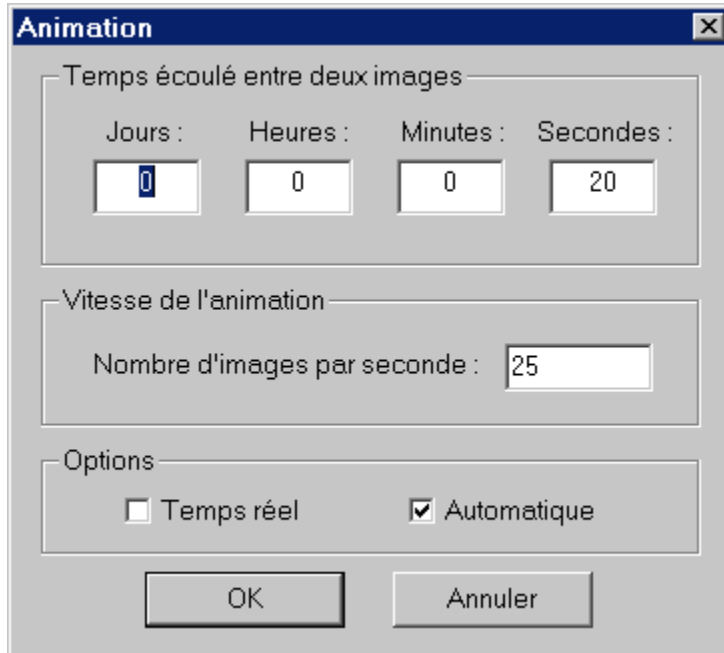 Animation
Temps écoulé entre deux images
Jours : Heures : Minutes : Secondes :
0 0 0 20
Vitesse de l'animation
Nombre d'images par seconde : 25
Options
Temps réel Automatique
OK Annuler